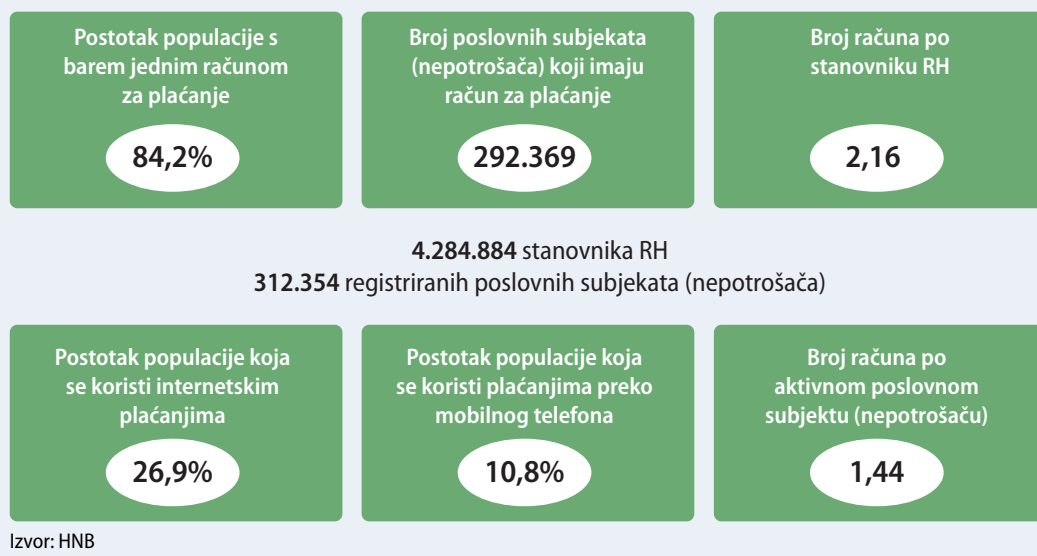 Postotak populacije s
barem jednim računom
za plaćanje
84,2%
Broj poslovnih subjekata
(nepotrošača) koji imaju
račun za plaćanje
292.369
Broj računa po
stanovniku RH
2,16
4.284.884 stanovnika RH
312.354 registriranih poslovnih subjekata (nepotrošača)
Postotak populacije koja
se koristi internetskim
plaćanjima
26,9%
Postotak populacije koja
se koristi plaćanjima preko
mobilnog telefona
10,8%
Broj računa po
aktivnom poslovnom
subjektu (nepotrošaču)
1,44
Izvor: HNB